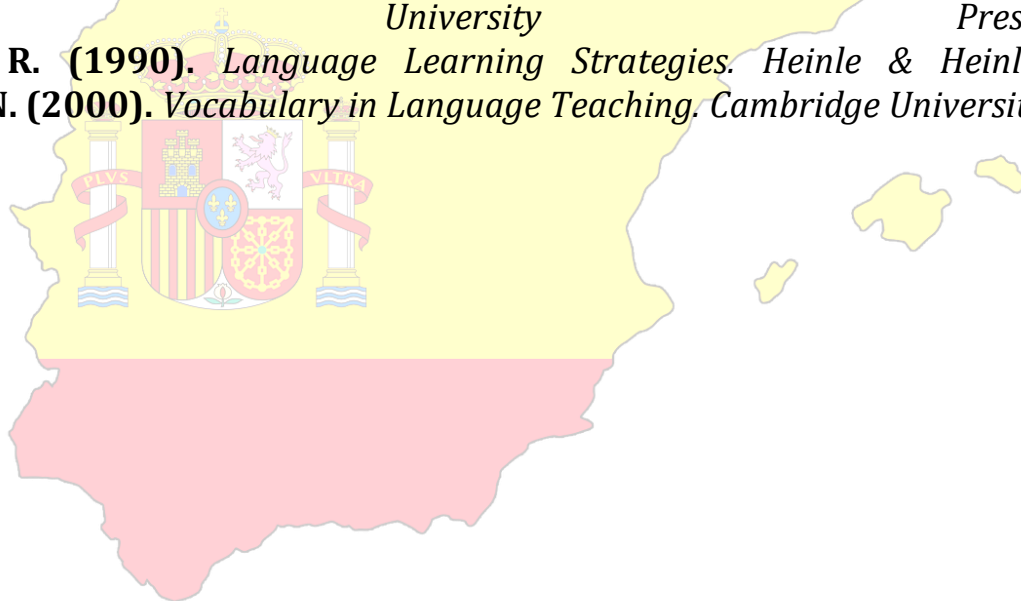 University Pres
R. (1990). Language Learning Strategies. Heinle & Heinl
N. (2000). Vocabulary in Language Teaching. Cambridge Universit
PLVS VLTRA